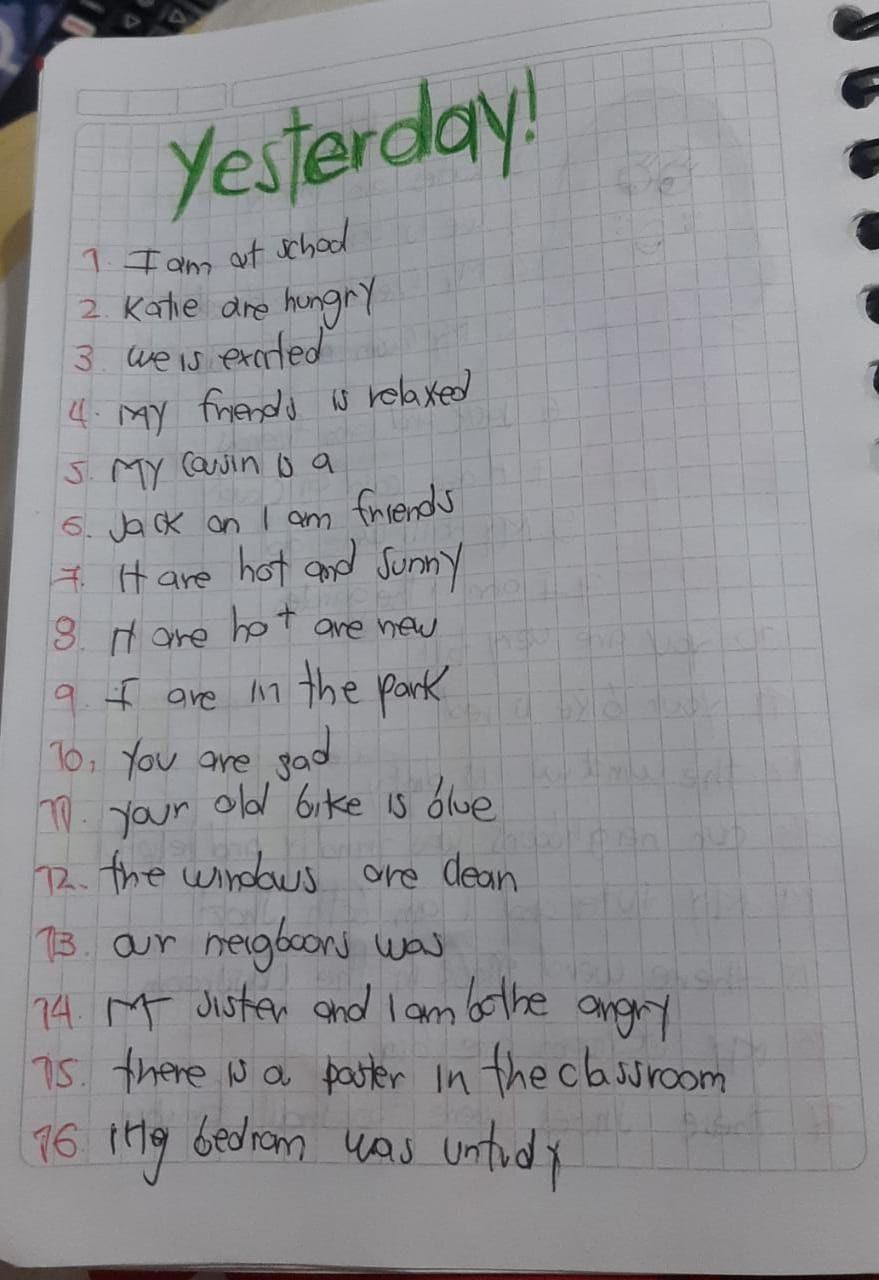 Yesterday!
1. I am at school
2. Katie are hungry
3. we is excited
4. MY friends is relaxed
5. MY cousin is a
6. Jack an I am friends
7. It are hot and sunny
8. It are hot are new
9. I are in the park
10. You are sad
11. your old bike is blue
12. the windows are clean
13. our neigboors was
14. MY sister and I am bothe angry
15. there is a poster in the classroom
16. my bedroom was untidy